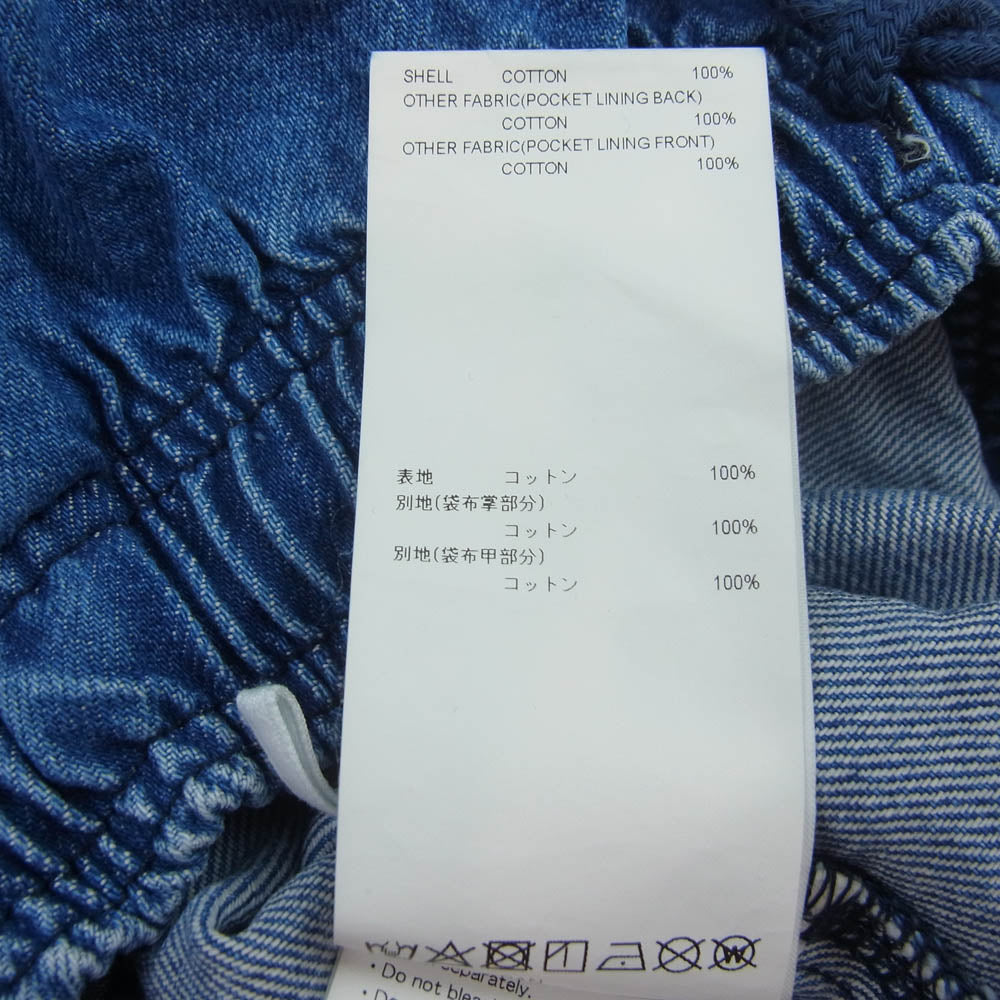 SHELL COTTON 100%
OTHER FABRIC(POCKET LINING BACK)
COTTON 100%
OTHER FABRIC(POCKET LINING FRONT)
COTTON 100%
表地 コットン 100%
別地(袋布掌部分)
コットン 100%
別地(袋布甲部分)
コットン 100%
W
separately.
· Do not